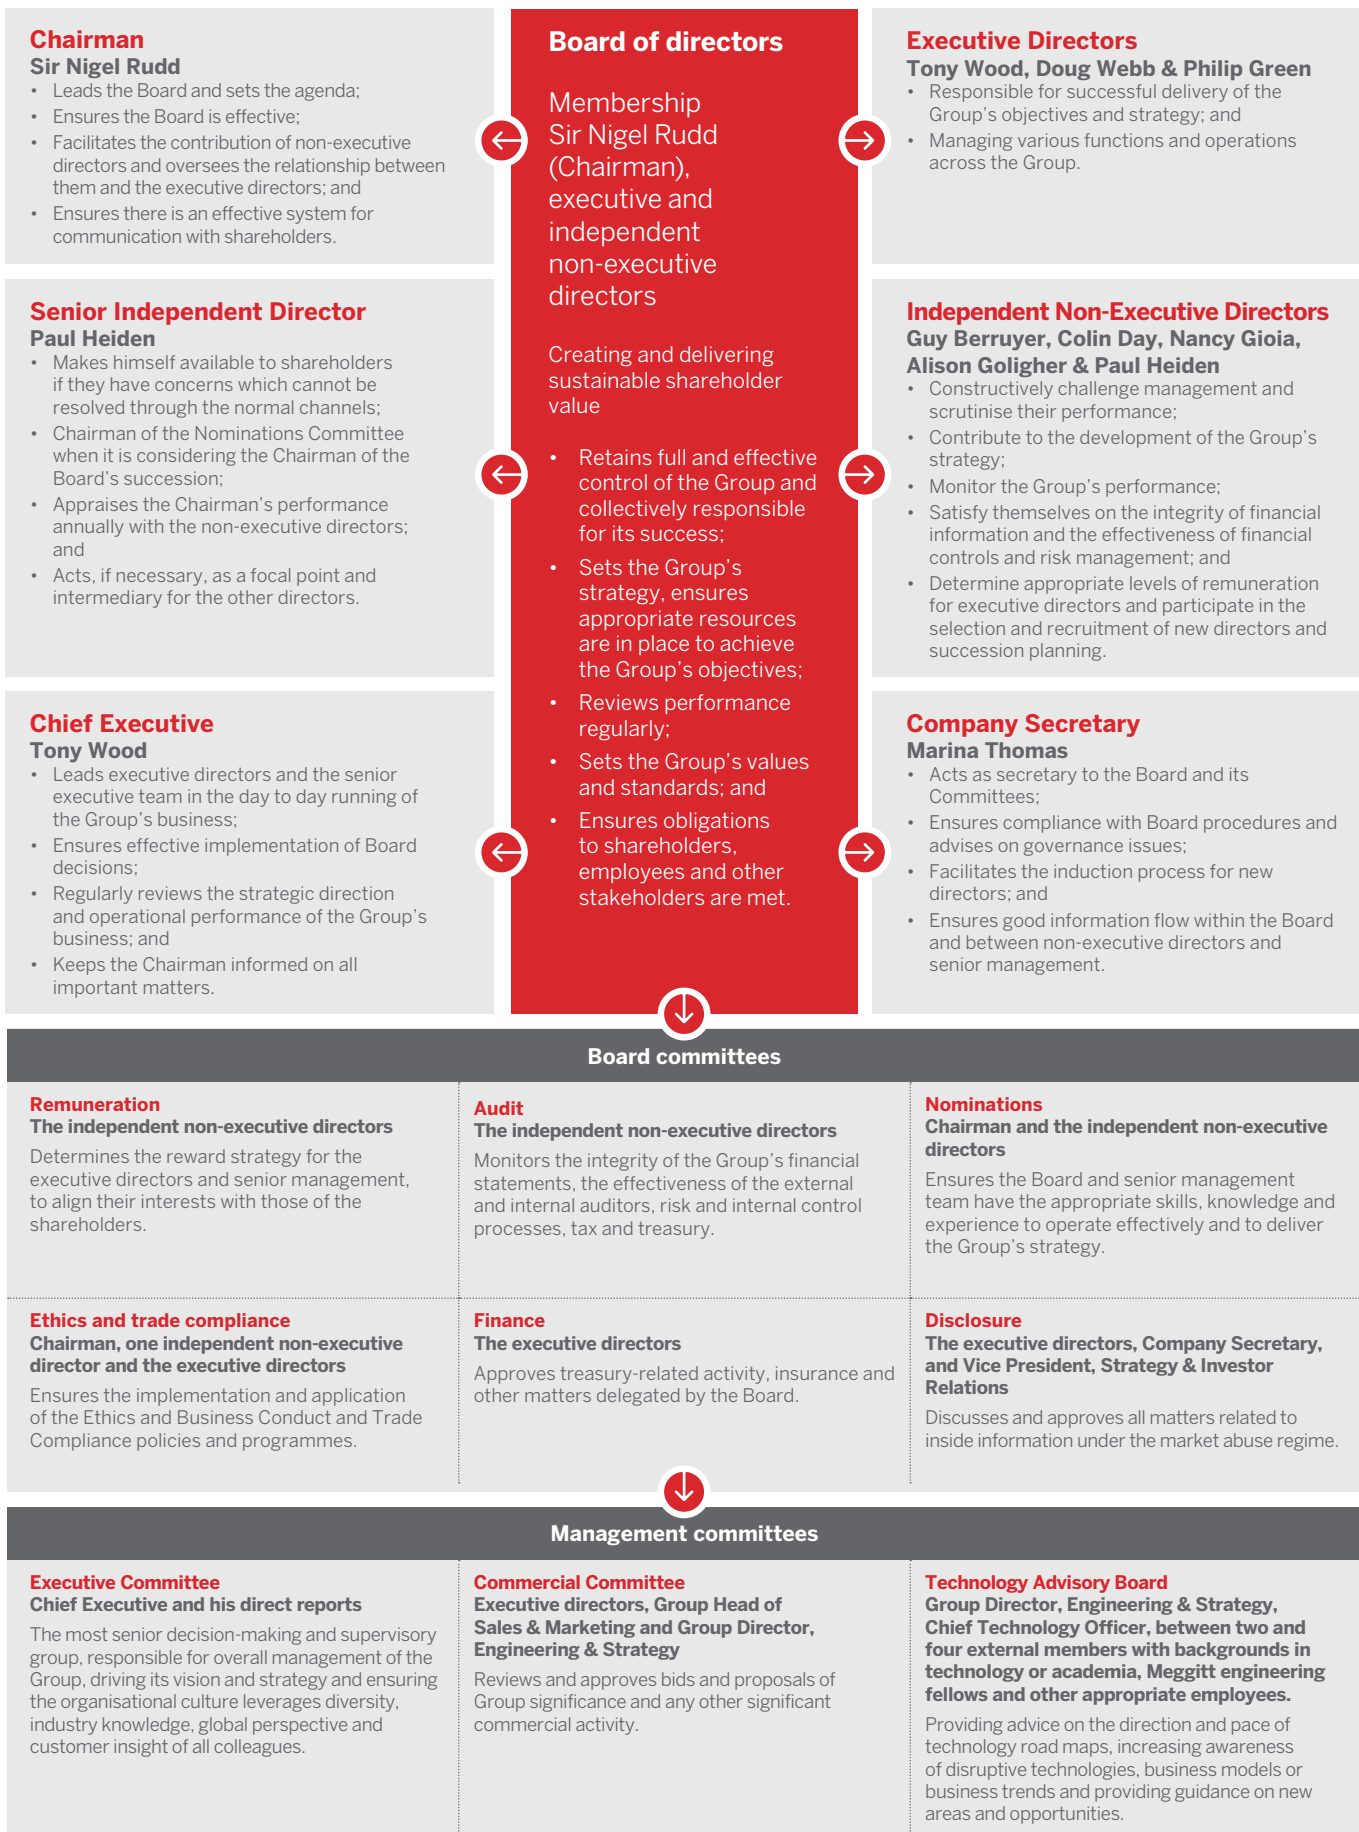 Chairman
Sir Nigel Rudd
• Leads the Board and sets the agenda;
• Ensures the Board is effective;
• Facilitates the contribution of non-executive
directors and oversees the relationship between
them and the executive directors; and
• Ensures there is an effective system for
communication with shareholders.
Senior Independent Director
Paul Heiden
• Makes himself available to shareholders
if they have concerns which cannot be
resolved through the normal channels;
• Chairman of the Nominations Committee
when it is considering the Chairman of the
Board's succession;
• Appraises the Chairman's performance
annually with the non-executive directors;
and
• Acts, if necessary, as a focal point and
intermediary for the other directors.
Chief Executive
Tony Wood
• Leads executive directors and the senior
executive team in the day to day running of
the Group's business;
• Ensures effective implementation of Board
decisions;
• Regularly reviews the strategic direction
and operational performance of the Group's
business; and
• Keeps the Chairman informed on all
important matters.
Board of directors
Membership
Sir Nigel Rudd
(Chairman),
executive and
independent
non-executive
directors
Creating and delivering
sustainable shareholder
value
• Retains full and effective
control of the Group and
collectively responsible
for its success;
• Sets the Group's
strategy, ensures
appropriate resources
are in place to achieve
the Group's objectives;
• Reviews performance
regularly;
• Sets the Group's values
and standards; and
• Ensures obligations
to shareholders,
employees and other
stakeholders are met.
Executive Directors
Tony Wood, Doug Webb & Philip Green
• Responsible for successful delivery of the
Group's objectives and strategy; and
• Managing various functions and operations
across the Group.
Independent Non-Executive Directors
Guy Berruyer, Colin Day, Nancy Gioia,
Alison Goligher & Paul Heiden
• Constructively challenge management and
scrutinise their performance;
• Contribute to the development of the Group's
strategy;
• Monitor the Group's performance;
• Satisfy themselves on the integrity of financial
information and the effectiveness of financial
controls and risk management; and
• Determine appropriate levels of remuneration
for executive directors and participate in the
selection and recruitment of new directors and
succession planning.
Company Secretary
Marina Thomas
• Acts as secretary to the Board and its
Committees;
• Ensures compliance with Board procedures and
advises on governance issues;
• Facilitates the induction process for new
directors; and
• Ensures good information flow within the Board
and between non-executive directors and
senior management.
Board committees
Remuneration
The independent non-executive directors
Determines the reward strategy for the
executive directors and senior management,
to align their interests with those of the
shareholders.
Audit
The independent non-executive directors
Monitors the integrity of the Group's financial
statements, the effectiveness of the external
and internal auditors, risk and internal control
processes, tax and treasury.
Nominations
Chairman and the independent non-executive
directors
Ensures the Board and senior management
team have the appropriate skills, knowledge and
experience to operate effectively and to deliver
the Group's strategy.
Ethics and trade compliance
Chairman, one independent non-executive
director and the executive directors
Ensures the implementation and application
of the Ethics and Business Conduct and Trade
Compliance policies and programmes.
Finance
The executive directors
Approves treasury-related activity, insurance and
other matters delegated by the Board.
Disclosure
The executive directors, Company Secretary,
and Vice President, Strategy & Investor
Relations
Discusses and approves all matters related to
inside information under the market abuse regime.
Management committees
Executive Committee
Chief Executive and his direct reports
The most senior decision-making and supervisory
group, responsible for overall management of the
Group, driving its vision and strategy and ensuring
the organisational culture leverages diversity,
industry knowledge, global perspective and
customer insight of all colleagues.
Commercial Committee
Executive directors, Group Head of
Sales & Marketing and Group Director,
Engineering & Strategy
Reviews and approves bids and proposals of
Group significance and any other significant
commercial activity.
Technology Advisory Board
Group Director, Engineering & Strategy,
Chief Technology Officer, between two and
four external members with backgrounds in
technology or academia, Meggitt engineering
fellows and other appropriate employees.
Providing advice on the direction and pace of
technology road maps, increasing awareness
of disruptive technologies, business models or
business trends and providing guidance on new
areas and opportunities.